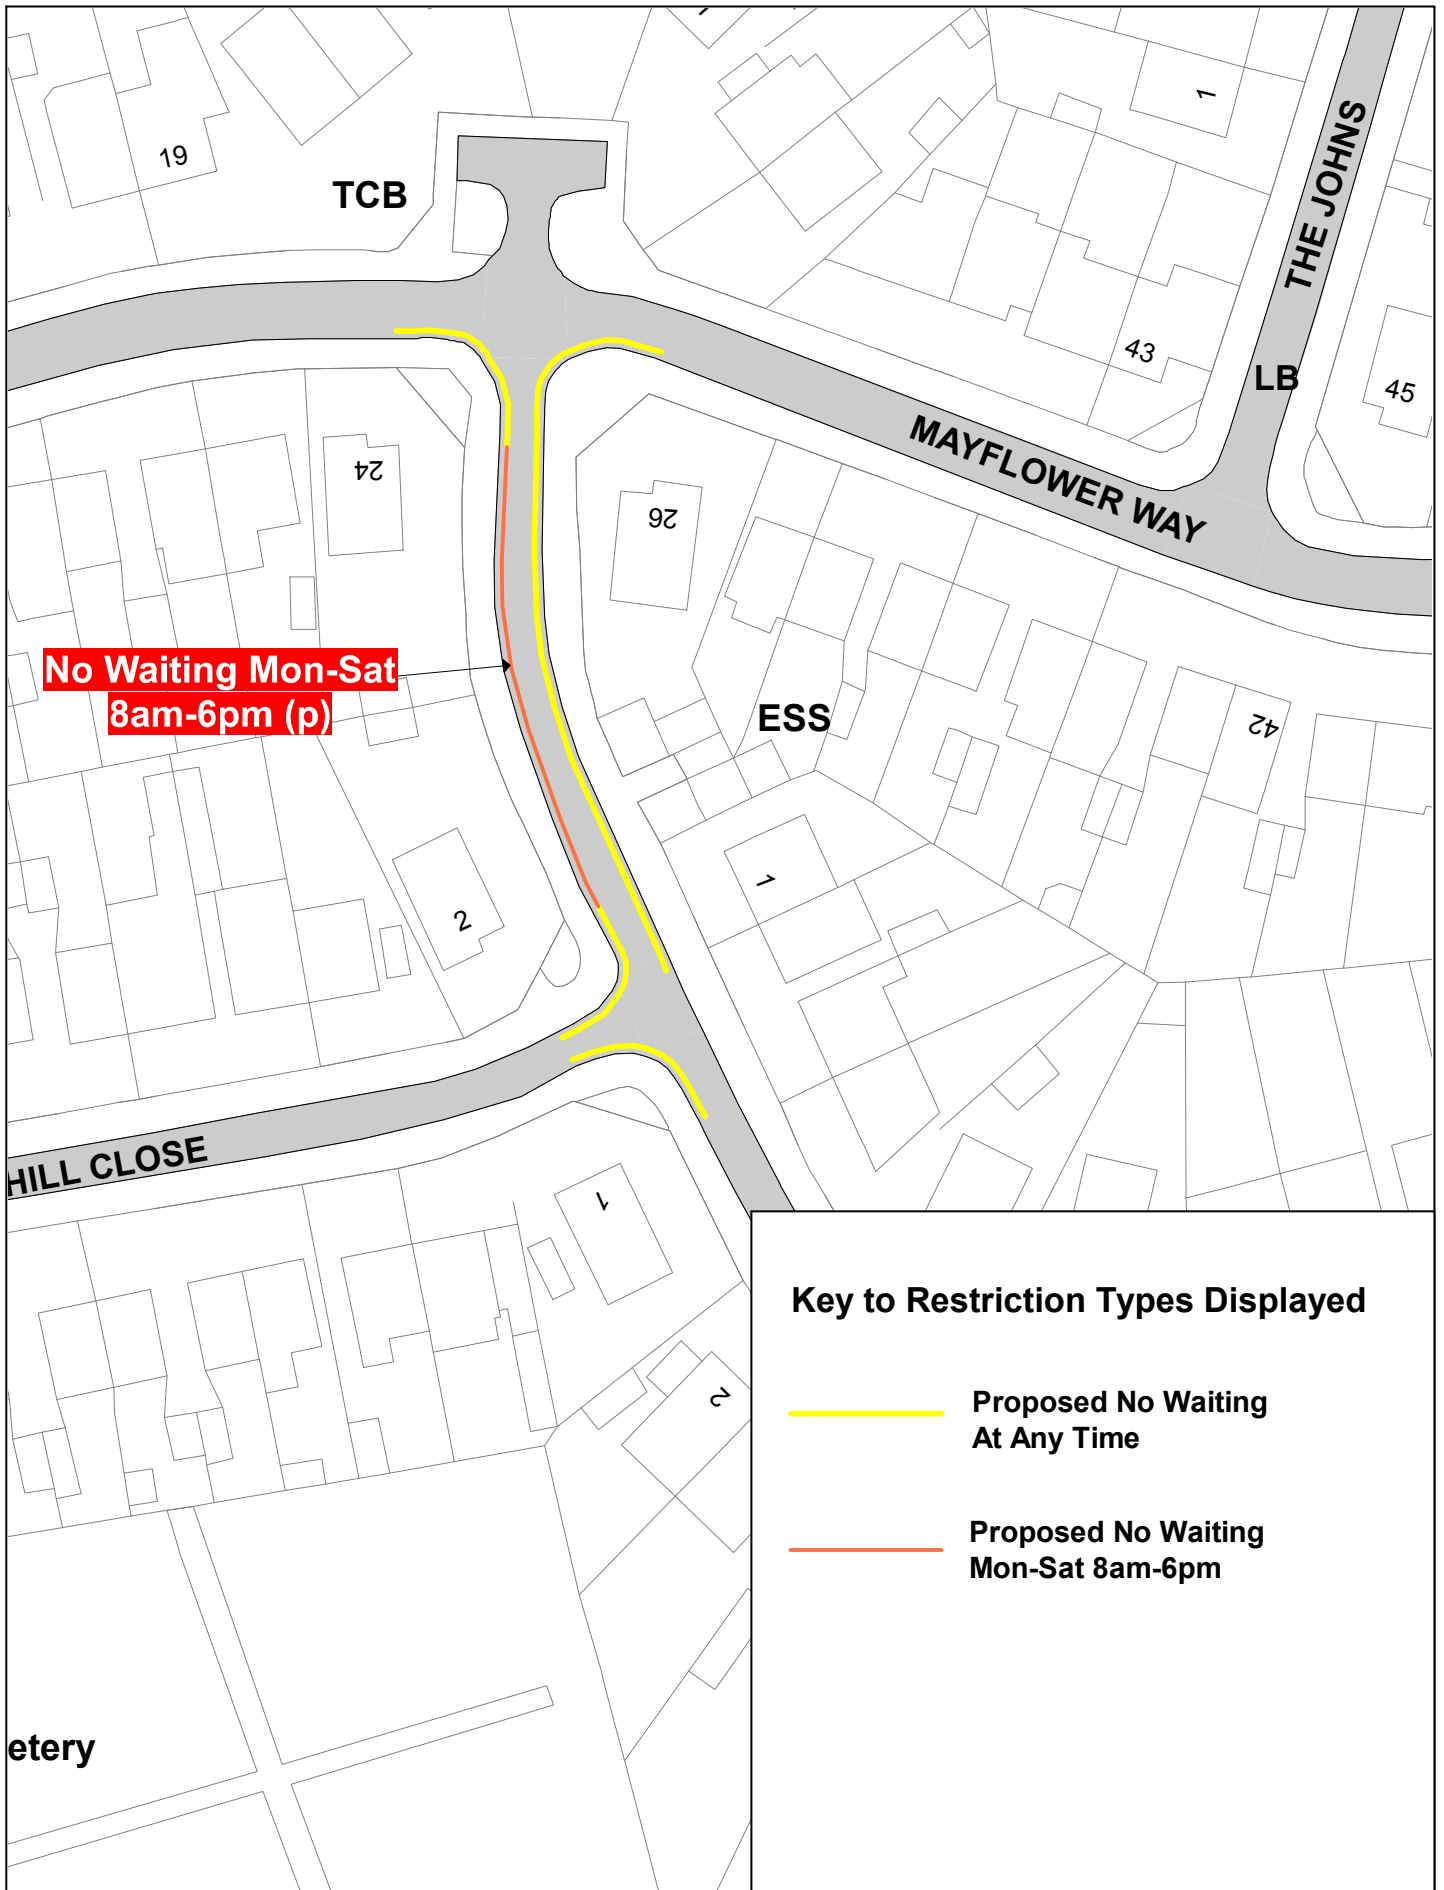 1
1
19
TCB
THE JOHNS
43
LB
45
MAYFLOWER WAY
24
26
No Waiting Mon-Sat
8am-6pm (p)
ESS
42
1
2
HILL CLOSE
1
Key to Restriction Types Displayed
2
Proposed No Waiting
At Any Time
Proposed No Waiting
Mon-Sat 8am-6pm
etery